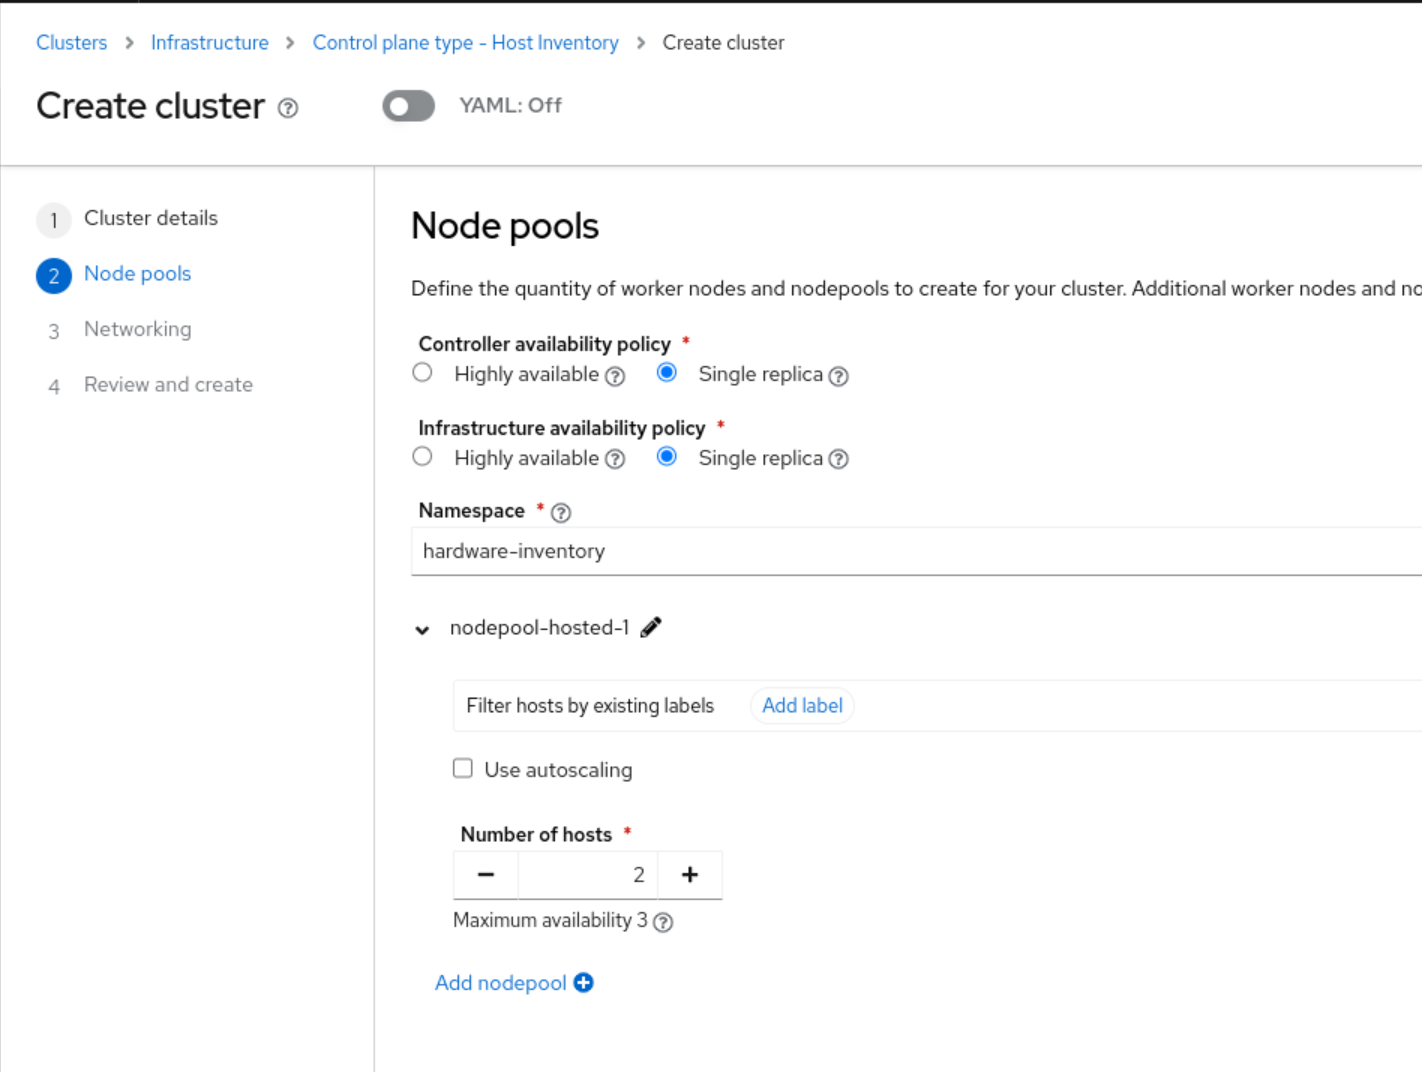 Clusters > Infrastructure > Control plane type - Host Inventory > Create cluster
Create cluster YAML: Off
1 Cluster details
2 Node pools
3 Networking
4 Review and create
Node pools
Define the quantity of worker nodes and nodepools to create for your cluster. Additional worker nodes and no
Controller availability policy *
Highly available Single replica
Infrastructure availability policy *
Highly available Single replica
Namespace *
hardware-inventory
nodepool-hosted-1
Filter hosts by existing labels Add label
Use autoscaling
Number of hosts *
2
Maximum availability 3
Add nodepool